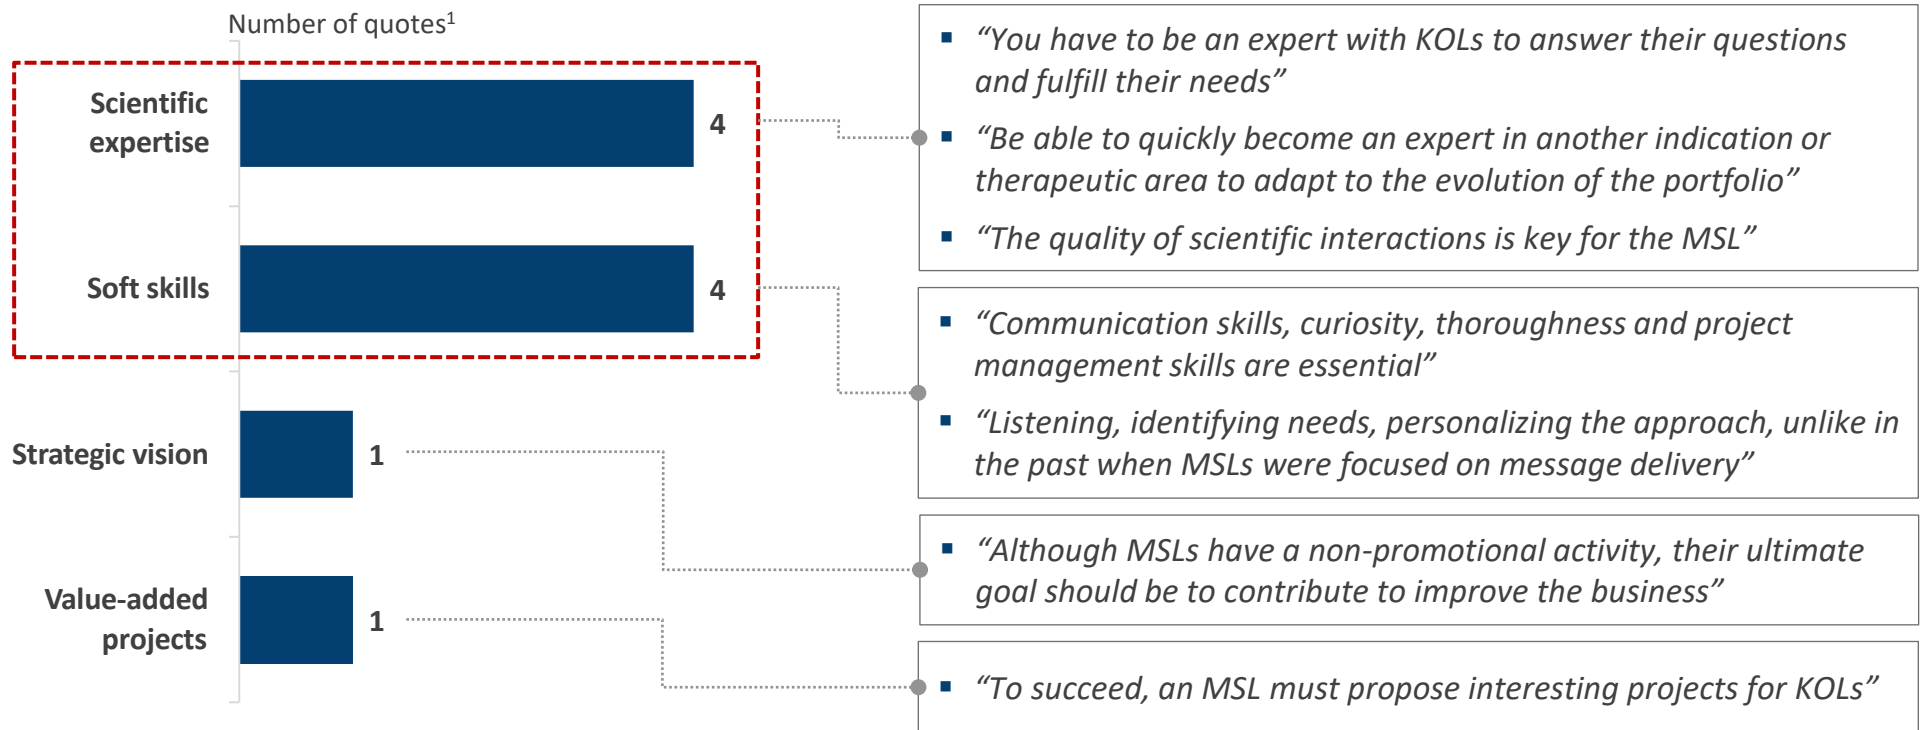 Number of quotes1
Scientific
expertise
4
Soft skills
4
Strategic vision
1
Value-added
projects
1
▪ “You have to be an expert with KOLs to answer their questions
and fulfill their needs”
▪ “Be able to quickly become an expert in another indication or
therapeutic area to adapt to the evolution of the portfolio”
▪ “The quality of scientific interactions is key for the MSL”
▪ “Communication skills, curiosity, thoroughness and project
management skills are essential”
▪ “Listening, identifying needs, personalizing the approach, unlike in
the past when MSLs were focused on message delivery”
▪ “Although MSLs have a non-promotional activity, their ultimate
goal should be to contribute to improve the business”
▪ “To succeed, an MSL must propose interesting projects for KOLs”